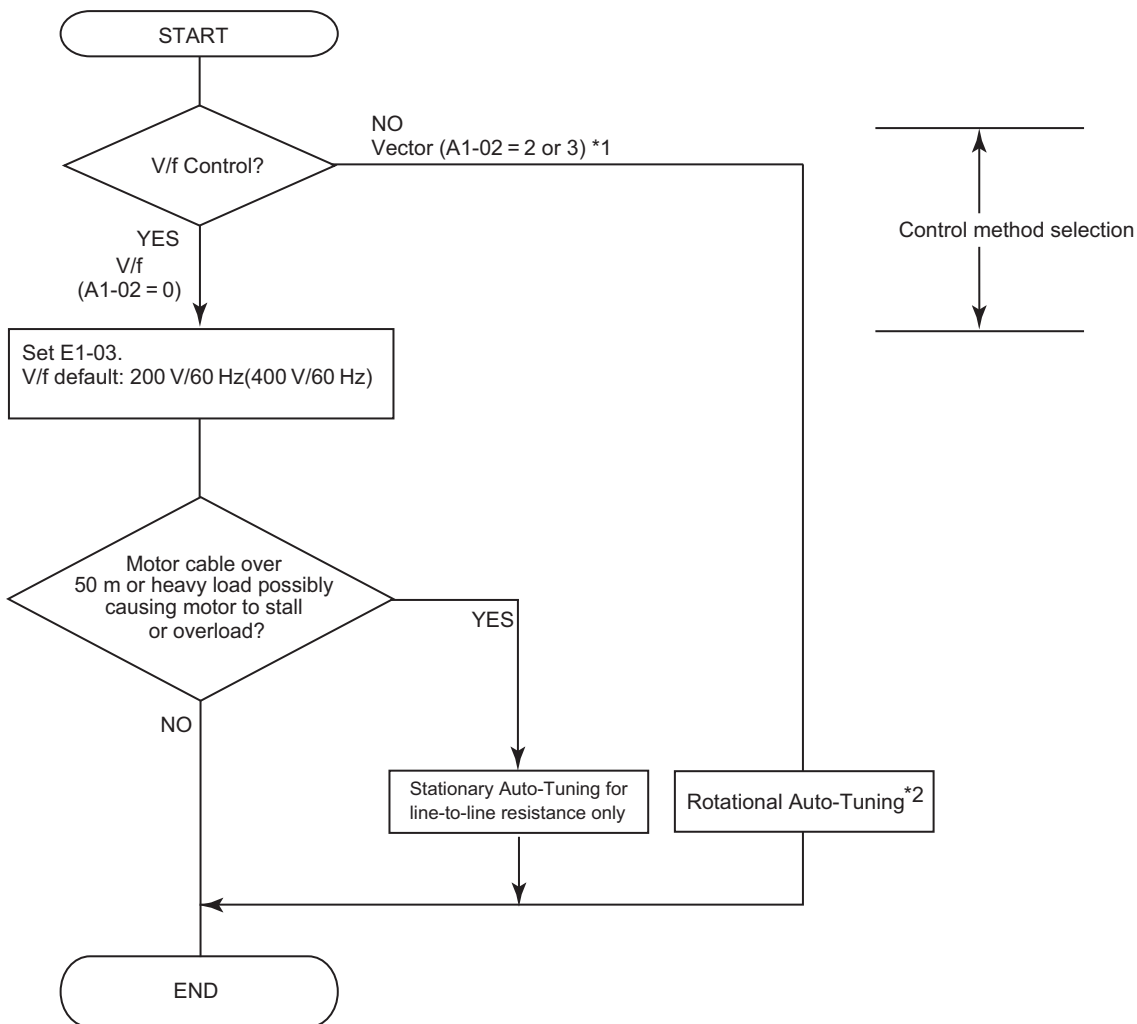 START
V/f Control?
NO
Vector (A1-02 = 2 or 3) *1
Control method selection
YES
V/f
(A1-02 = 0)
Set E1-03.
V/f default: 200 V/60 Hz(400 V/60 Hz)
Motor cable over
50 m or heavy load possibly
causing motor to stall
or overload?
YES
NO
Stationary Auto-Tuning for
line-to-line resistance only
Rotational Auto-Tuning*2
END